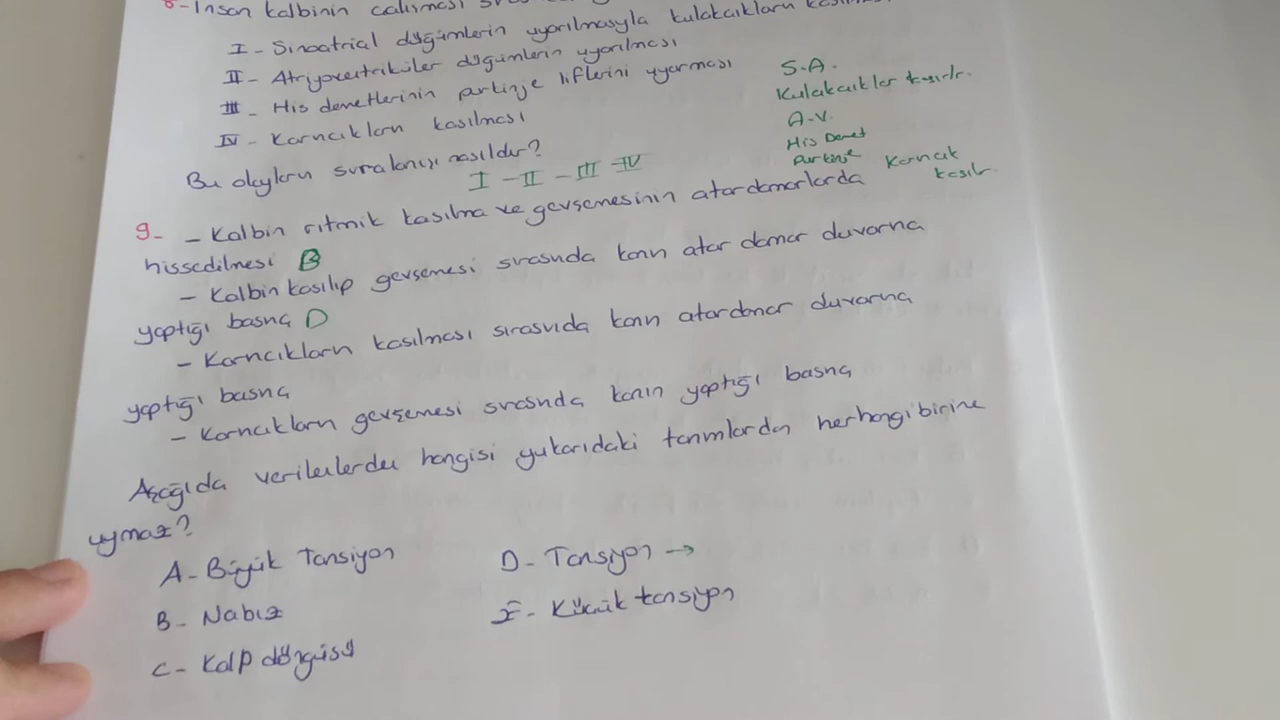 8-İnsan kalbinin çalışması
I - Sinoatrial düğümlerin uyarılmasıyla kulakçıkların
II - Atriyoventriküler düğümlerin uyarılması
III - His demetlerinin purkinje liflerini uyarması
IV - Karıncıkların kasılması
Bu olayların sıralanışı nasıldır?
I - II - III - IV
S.A.
Kulakçıklar kasılır.
A.V.
His Demet
Purkinje Karıncık
kasılır.
9- - Kalbin ritmik kasılma ve gevşemesinin atardamarlarda
hissedilmesi B
- Kalbin kasılıp gevşemesi sırasında kanın atar damar duvarına
yaptığı basınç D
- Karıncıkların kasılması sırasında kanın atardamar duvarına
yaptığı basınç
- Karıncıkların gevşemesi sırasında kanın yaptığı basınç
Aşağıda verilenlerden hangisi yukarıdaki tanımlardan herhangi birine
uymaz?
A- Büyük Tansiyon
B- Nabız
C- Kalp döngüsü
D- Tansiyon →
E- Küçük tansiyon